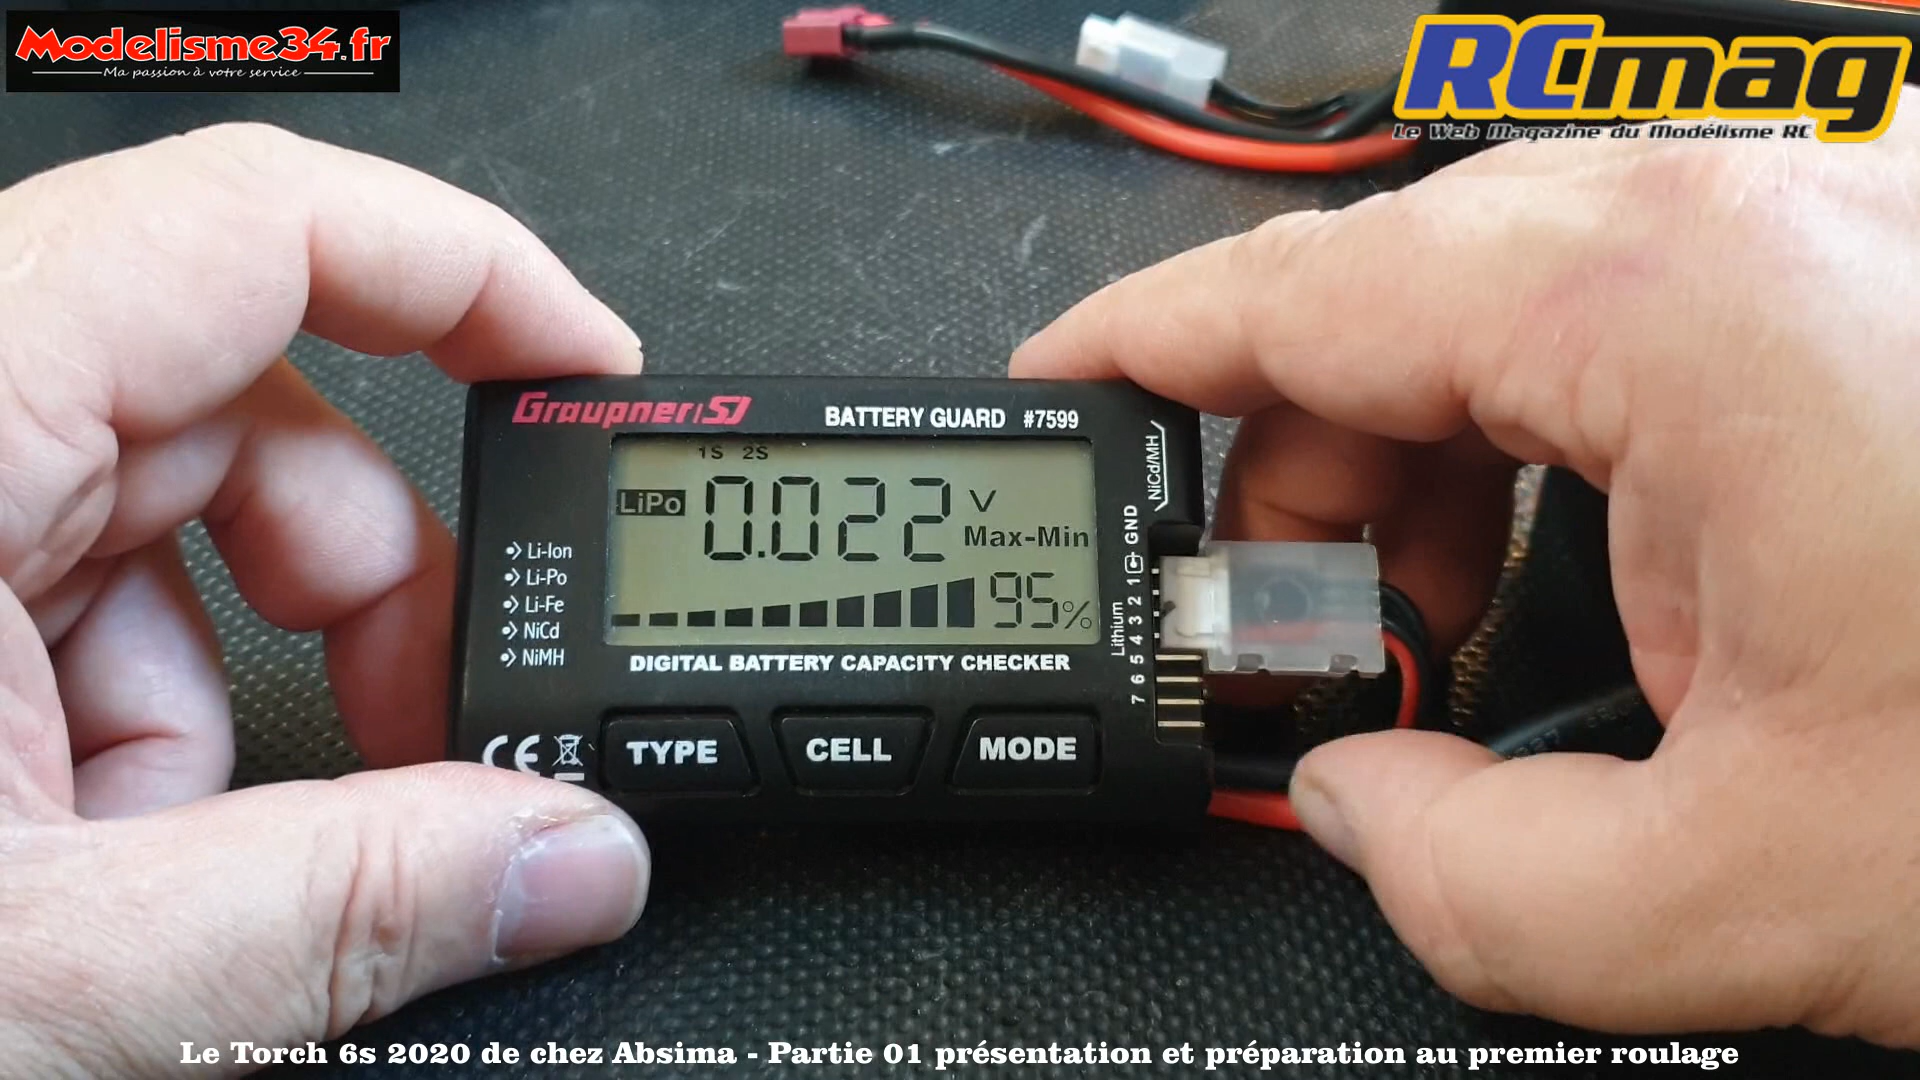 Modelisme34.fr
Ma passion à votre service
RCmag
Le Web Magazine du Modélisme RC
Graupner SJ
BATTERY GUARD #7599
1S 2S
LiPo 0.022 V
Max-Min
95%
Li-Ion
Li-Po
Li-Fe
NiCd
NiMH
NiCd/MH
GND
Lithium
7 6 5 4 3 2 1
DIGITAL BATTERY CAPACITY CHECKER
CE
TYPE CELL MODE
Le Torch 6s 2020 de chez Absima - Partie 01 présentation et préparation au premier roulage